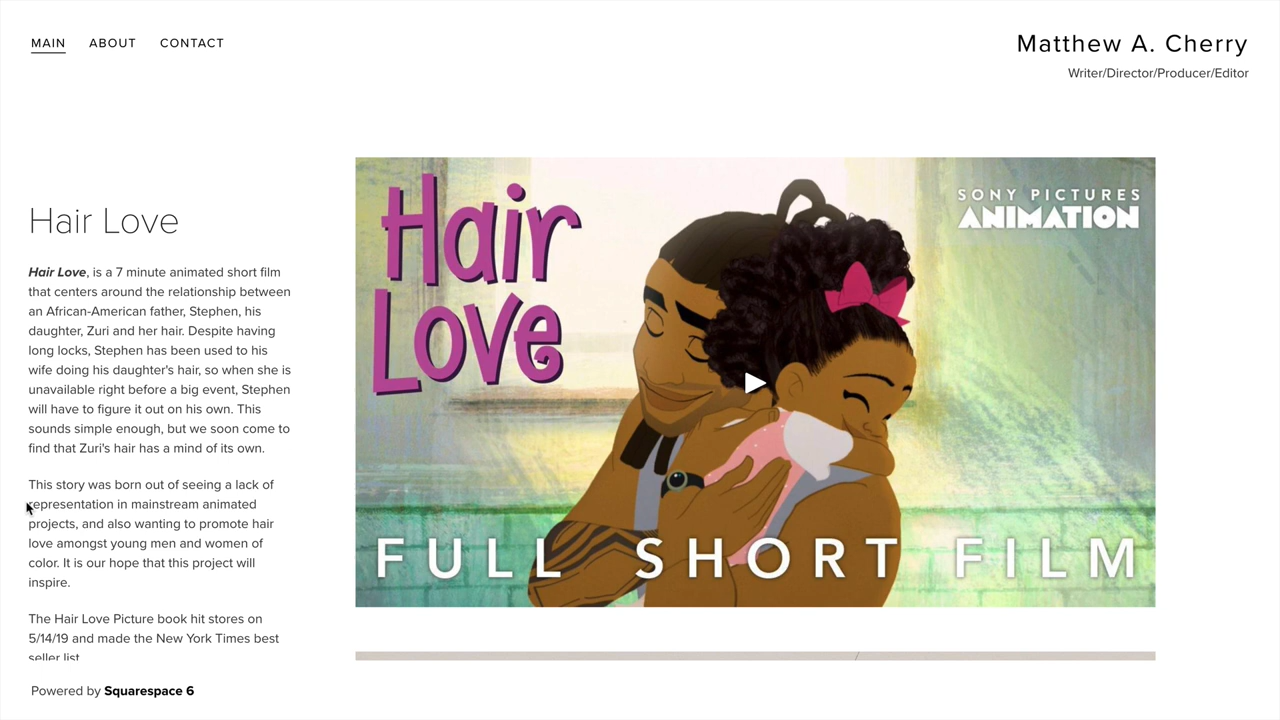 MAIN ABOUT CONTACT
Matthew A. Cherry
Writer/Director/Producer/Editor
Hair Love
Hair Love, is a 7 minute animated short film
that centers around the relationship between
an African-American father, Stephen, his
daughter, Zuri and her hair. Despite having
long locks, Stephen has been used to his
wife doing his daughter's hair, so when she is
unavailable right before a big event, Stephen
will have to figure it out on his own. This
sounds simple enough, but we soon come to
find that Zuri's hair has a mind of its own.
This story was born out of seeing a lack of
representation in mainstream animated
projects, and also wanting to promote hair
love amongst young men and women of
color. It is our hope that this project will
inspire.
The Hair Love Picture book hit stores on
5/14/19 and made the New York Times best
seller list
Hair
Love
SONY PICTURES
ANIMATION
FULL SHORT FILM
Powered by Squarespace 6